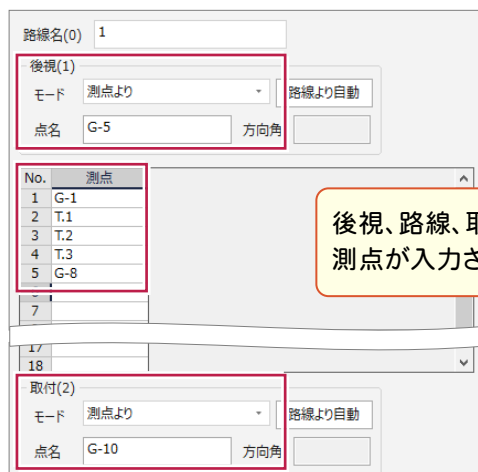 路線名(0) 1
後視(1)
モード 測点より 路線より自動
点名 G-5 方向角
No. 測点
1 G-1
2 T.1
3 T.2
4 T.3
5 G-8
7
17
18
後視、路線、取
測点が入力さ
取付(2)
モード 測点より 路線より自動
点名 G-10 方向角